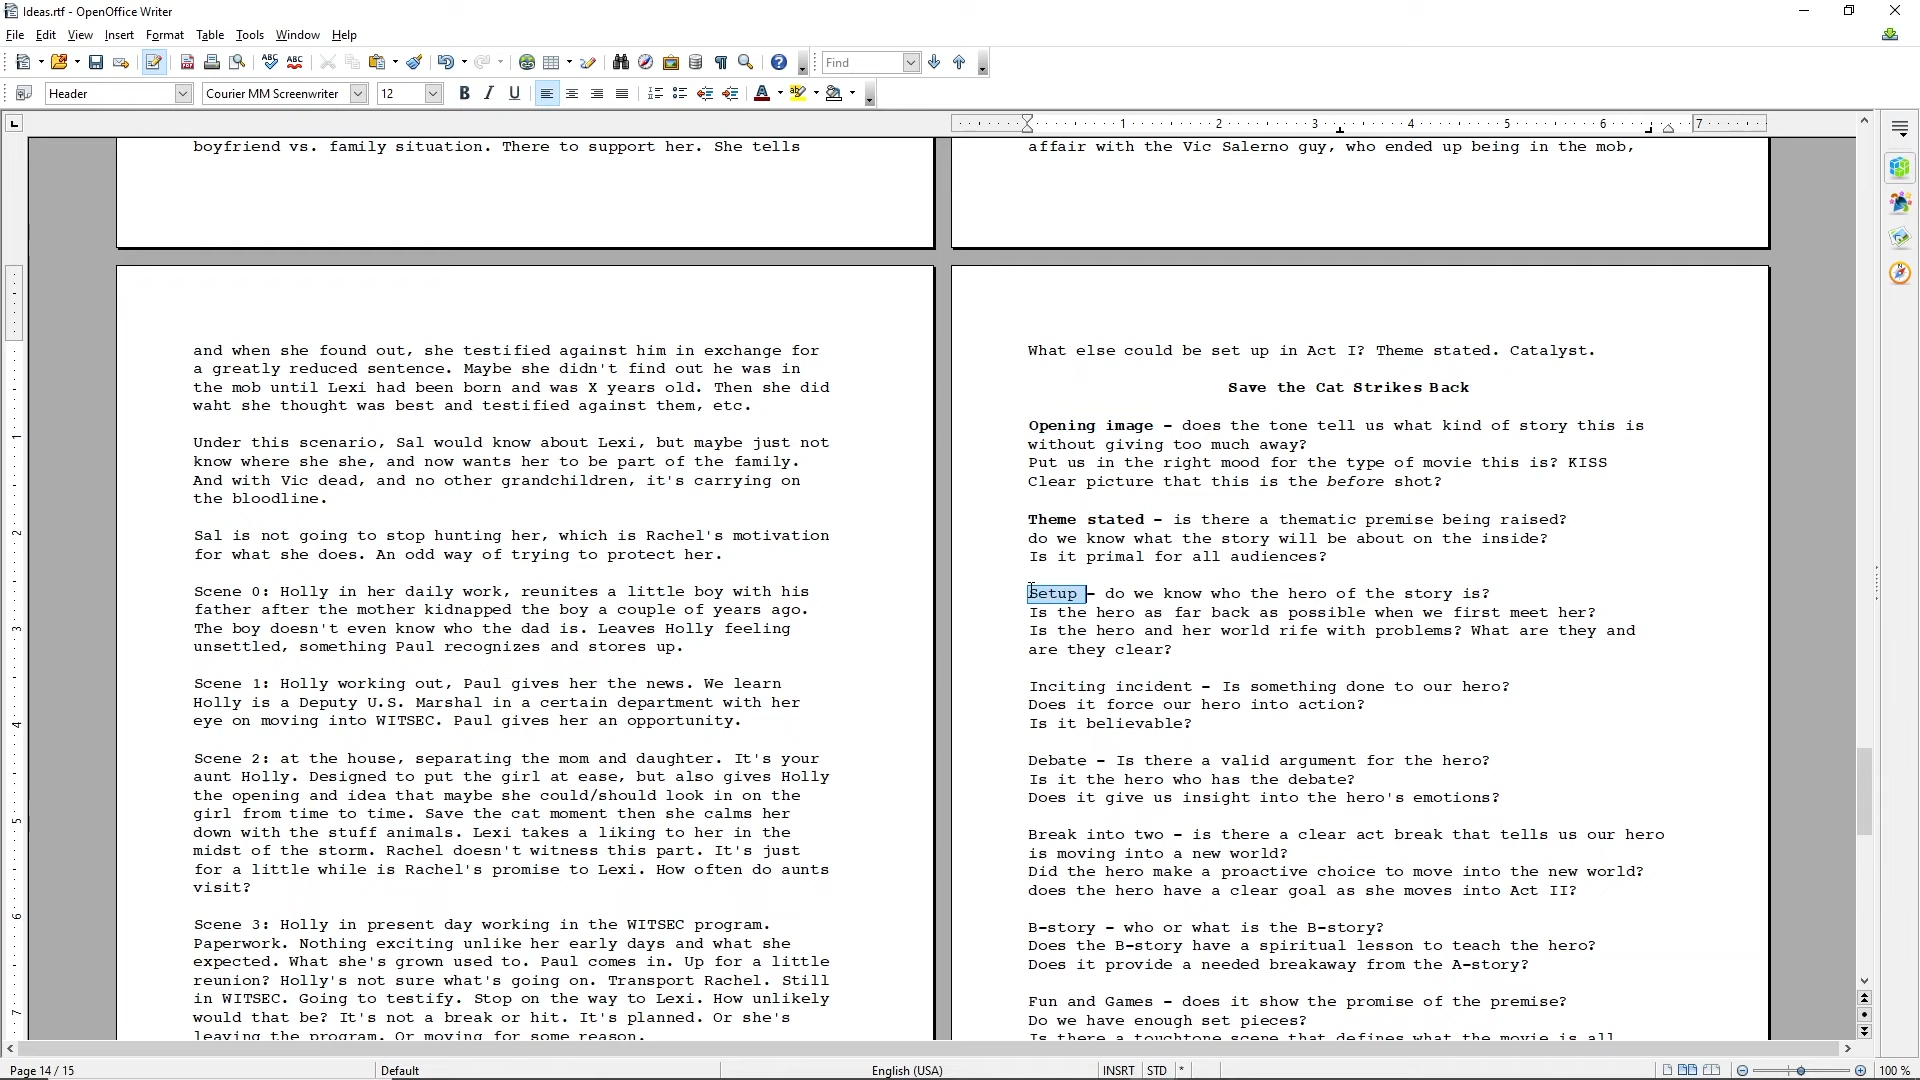 Ideas.rtf - OpenOffice Writer
File Edit View Insert Format Table Tools Window Help
Find
Header Courier MM Screenwriter 12
1 2 3 4 5 6 7
boyfriend vs. family situation. There to support her. She tells
and when she found out, she testified against him in exchange for
a greatly reduced sentence. Maybe she didn't find out he was in
the mob until Lexi had been born and was X years old. Then she did
waht she thought was best and testified against them, etc.
Under this scenario, Sal would know about Lexi, but maybe just not
know where she she, and now wants her to be part of the family.
And with Vic dead, and no other grandchildren, it's carrying on
the bloodline.
Sal is not going to stop hunting her, which is Rachel's motivation
for what she does. An odd way of trying to protect her.
Scene 0: Holly in her daily work, reunites a little boy with his
father after the mother kidnapped the boy a couple of years ago.
The boy doesn't even know who the dad is. Leaves Holly feeling
unsettled, something Paul recognizes and stores up.
Scene 1: Holly working out, Paul gives her the news. We learn
Holly is a Deputy U.S. Marshal in a certain department with her
eye on moving into WITSEC. Paul gives her an opportunity.
Scene 2: at the house, separating the mom and daughter. It's your
aunt Holly. Designed to put the girl at ease, but also gives Holly
the opening and idea that maybe she could/should look in on the
girl from time to time. Save the cat moment then she calms her
down with the stuff animals. Lexi takes a liking to her in the
midst of the storm. Rachel doesn't witness this part. It's just
for a little while is Rachel's promise to Lexi. How often do aunts
visit?
Scene 3: Holly in present day working in the WITSEC program.
Paperwork. Nothing exciting unlike her early days and what she
expected. What she's grown used to. Paul comes in. Up for a little
reunion? Holly's not sure what's going on. Transport Rachel. Still
in WITSEC. Going to testify. Stop on the way to Lexi. How unlikely
would that be? It's not a break or hit. It's planned. Or she's
leaving the program. Or moving for some reason.
affair with the Vic Salerno guy, who ended up being in the mob,
What else could be set up in Act I? Theme stated. Catalyst.
Save the Cat Strikes Back
Opening image - does the tone tell us what kind of story this is
without giving too much away?
Put us in the right mood for the type of movie this is? KISS
Clear picture that this is the before shot?
Theme stated - is there a thematic premise being raised?
do we know what the story will be about on the inside?
Is it primal for all audiences?
Setup - do we know who the hero of the story is?
Is the hero as far back as possible when we first meet her?
Is the hero and her world rife with problems? What are they and
are they clear?
Inciting incident - Is something done to our hero?
Does it force our hero into action?
Is it believable?
Debate - Is there a valid argument for the hero?
Is it the hero who has the debate?
Does it give us insight into the hero's emotions?
Break into two - is there a clear act break that tells us our hero
is moving into a new world?
Did the hero make a proactive choice to move into the new world?
does the hero have a clear goal as she moves into Act II?
B-story - who or what is the B-story?
Does the B-story have a spiritual lesson to teach the hero?
Does it provide a needed breakaway from the A-story?
Fun and Games - does it show the promise of the premise?
Do we have enough set pieces?
Is there a touchtone scene that defines what the movie is all
Page 14 / 15 Default English (USA) INSRT STD * 100 %